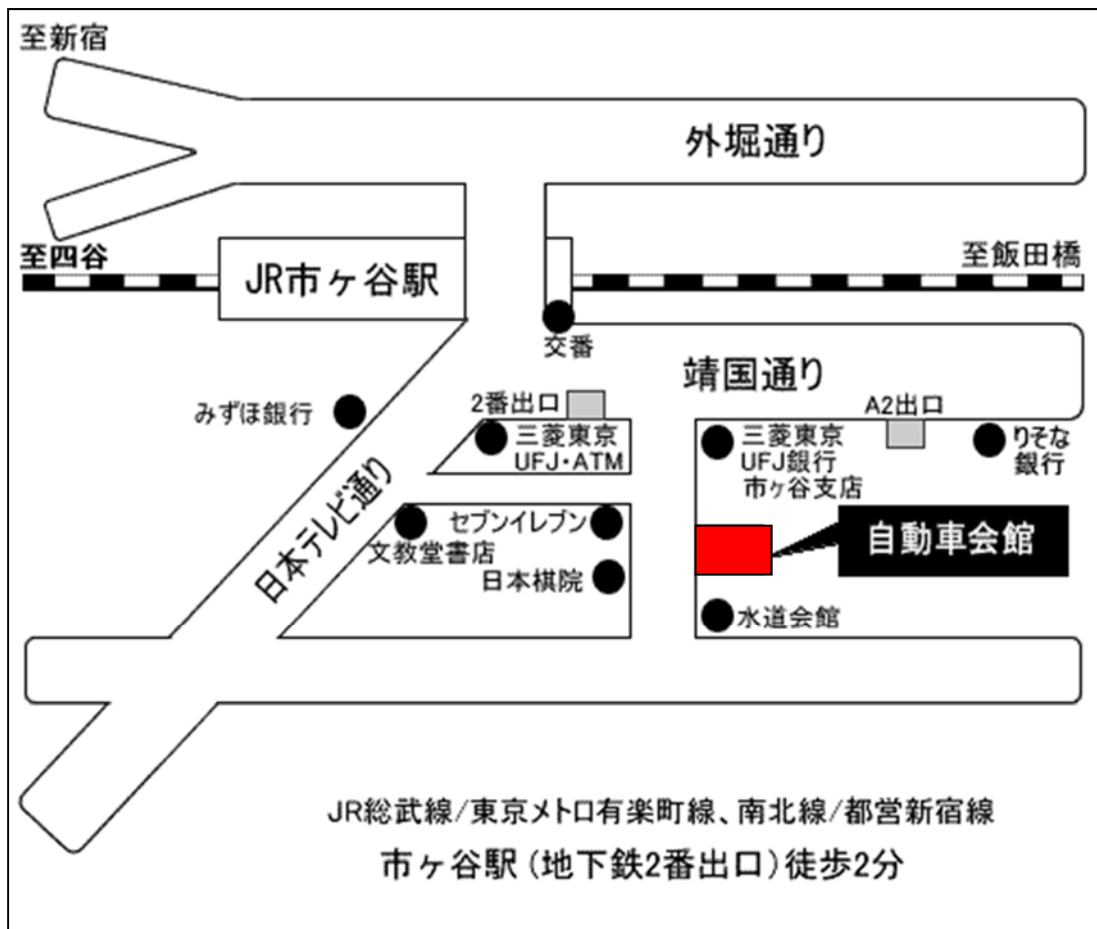 至新宿
外堀通り
至四谷
JR市ヶ谷駅
至飯田橋
交番
靖国通り
みずほ銀行
2番出口
A2出口
三菱東京
UFJ・ATM
三菱東京
UFJ銀行
市ヶ谷支店
りそな
銀行
日本テレビ通り
セブンイレブン
文教堂書店
日本棋院
自動車会館
水道会館
JR総武線/東京メトロ有楽町線、南北線/都営新宿線
市ヶ谷駅(地下鉄2番出口)徒歩2分